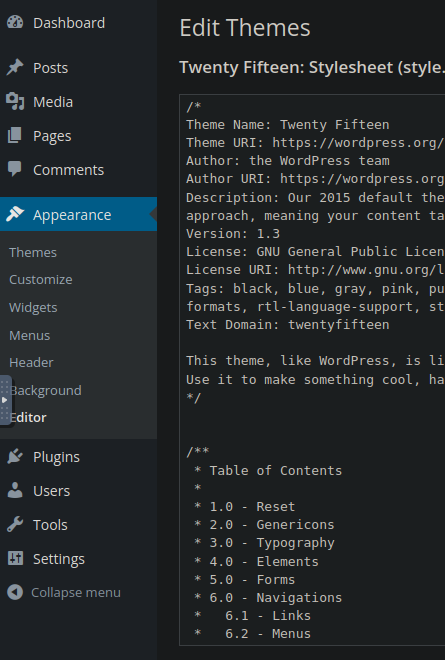 Dashboard
Posts
Media
Pages
Comments
Appearance
Themes
Customize
Widgets
Menus
Header
Background
Editor
Plugins
Users
Tools
Settings
Collapse menu
Edit Themes
Twenty Fifteen: Stylesheet (style.
/*
Theme Name: Twenty Fifteen
Theme URI: https://wordpress.org/
Author: the WordPress team
Author URI: https://wordpress.org
Description: Our 2015 default the
approach, meaning your content ta
Version: 1.3
License: GNU General Public Licen
License URI: http://www.gnu.org/l
Tags: black, blue, gray, pink, pu
formats, rtl-language-support, st
Text Domain: twentyfifteen
This theme, like WordPress, is li
Use it to make something cool, ha
*/
/**
* Table of Contents
*
* 1.0 - Reset
* 2.0 - Genericons
* 3.0 - Typography
* 4.0 - Elements
* 5.0 - Forms
* 6.0 - Navigations
*   6.1 - Links
*   6.2 - Menus